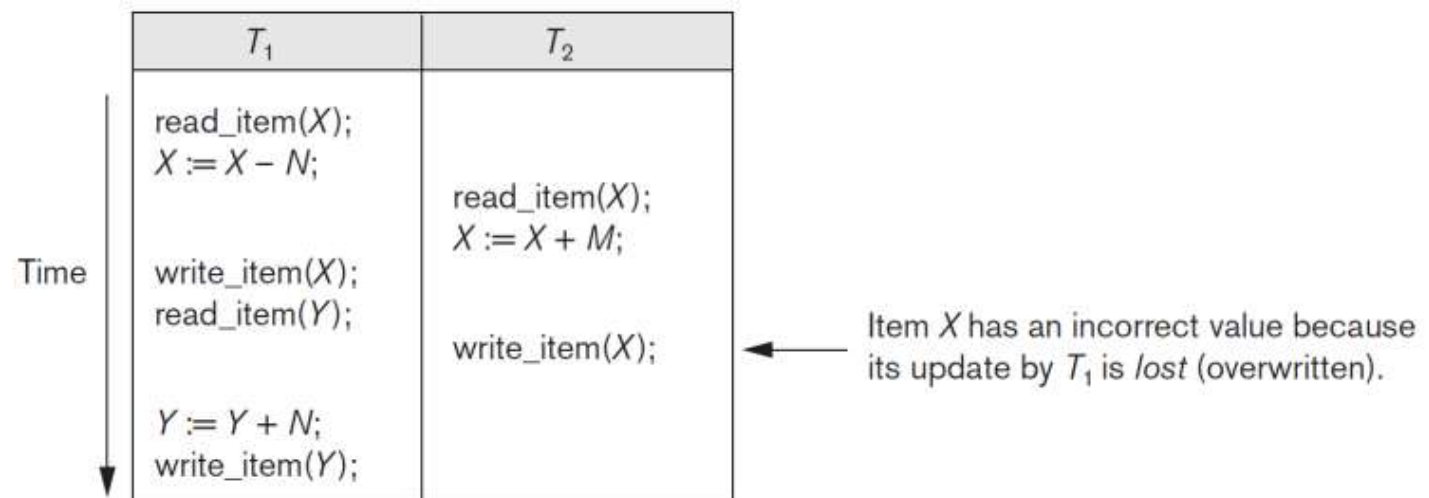 T₁ T₂
read_item(X);
X := X – N;
read_item(X);
X := X + M;
Time
write_item(X);
read_item(Y);
write_item(X);
Item X has an incorrect value because
its update by T₁ is lost (overwritten).
Y := Y + N;
write_item(Y);